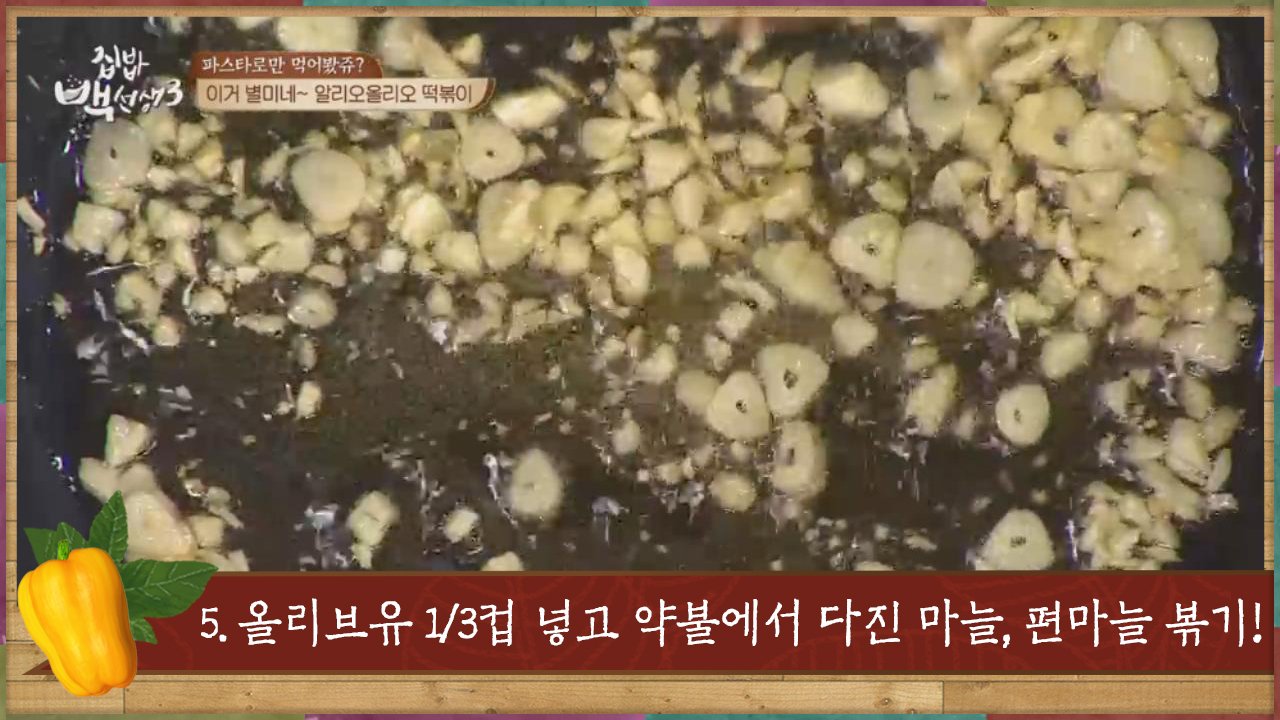 집밥
백선생3
파스타로만 먹어봤쥬?
이거 별미네~ 알리오올리오 떡볶이
5. 올리브유 1/3컵 넣고 약불에서 다진 마늘, 편마늘 볶기!